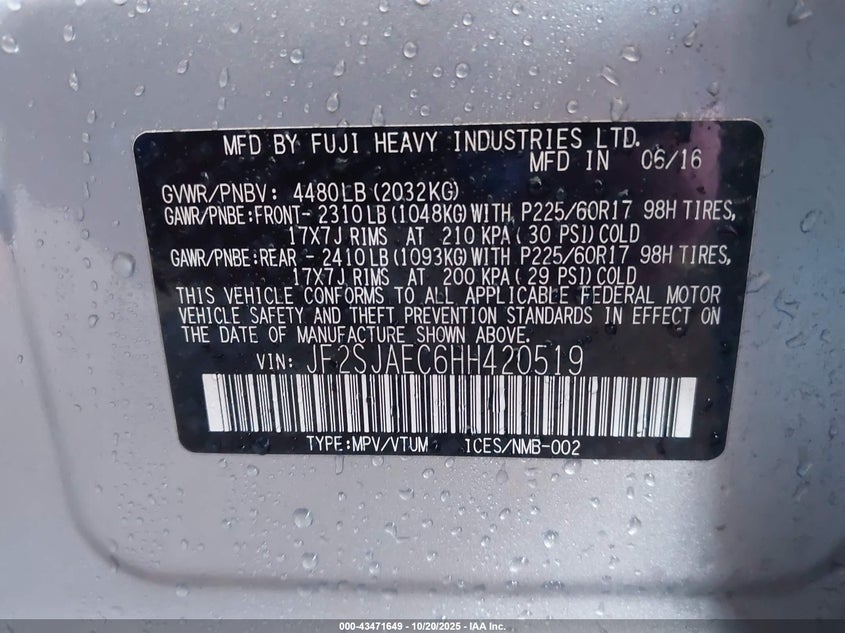 MFD BY FUJI HEAVY INDUSTRIES LTD.
MFD IN 06/16
GVWR/PNBV: 4480LB (2032KG)
GAWR/PNBE:FRONT- 2310LB (1048KG) WITH P225/60R17 98H TIRES,
17X7J RIMS AT 210 KPA ( 30 PSI) COLD
GAWR/PNBE:REAR - 2410LB (1093KG) WITH P225/60R17 98H TIRES,
17X7J RIMS AT 200 KPA ( 29 PSI) COLD
THIS VEHICLE CONFORMS TO ALL APPLICABLE FEDERAL MOTOR
VEHICLE SAFETY AND THEFT PREVENTION STANDARDS IN EFFECT ON
THE DATE OF MANUFACTURE SHOWN ABOVE.
VIN: JF2SJAEC6HH420519
TYPE:MPV/VTUM ICES/NMB-002
000-43471649 - 10/20/2025 - IAA Inc.